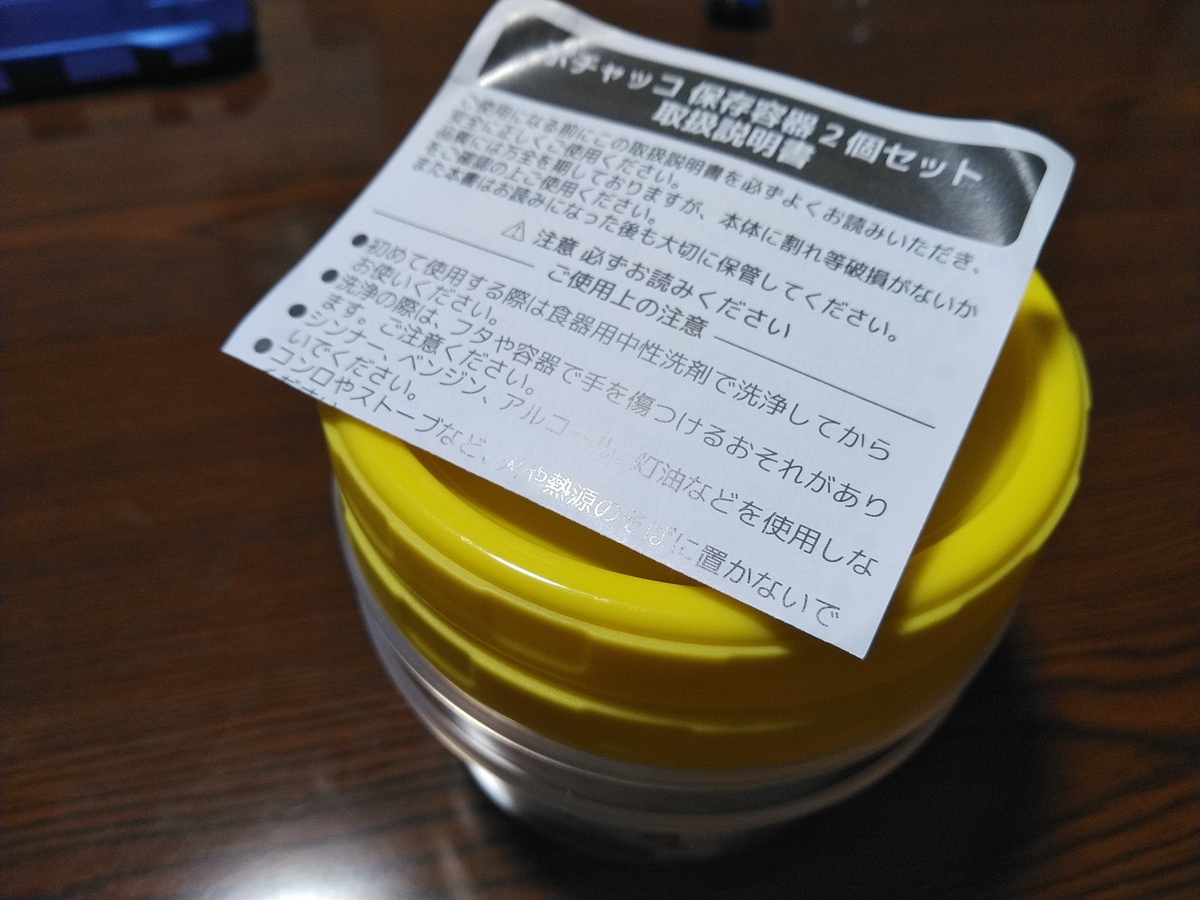 ポチャッコ 保存容器2個セット
取扱説明書
ご使用になる前にこの取扱説明書を必ずよくお読みいただき、
安全に正しくご使用ください。
品質には万全を期しておりますが、本体に割れ等破損がないか
をご確認の上ご使用ください。
また本書はお読みになった後も大切に保管してください。
⚠ 注意 必ずお読みください
ご使用上の注意
●初めて使用する際は食器用中性洗剤で洗浄してから
お使いください。
●洗浄の際は、フタや容器で手を傷つけるおそれがあり
ます。ご注意ください。
●シンナー、ベンジン、アルコール、灯油などを使用しな
いでください。
●コンロやストーブなど、火や熱源のそばに置かないで
ください。